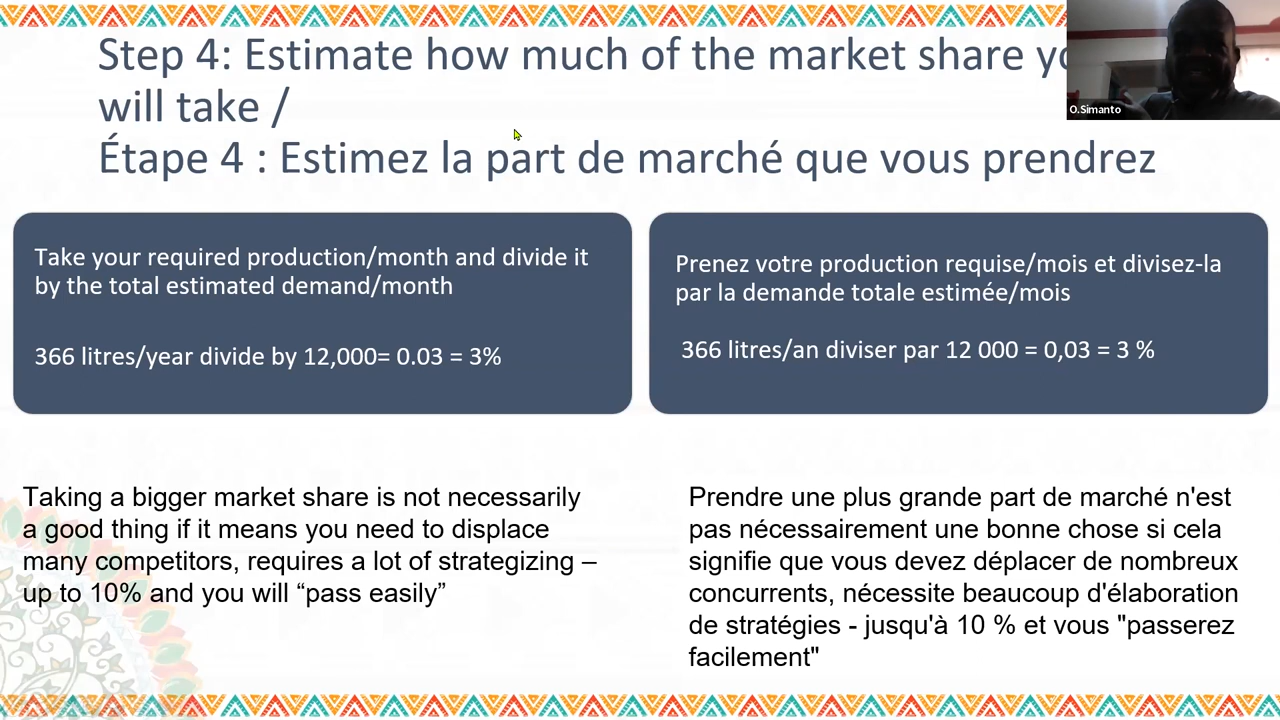 Step 4: Estimate how much of the market share
will take /
Étape 4 : Estimez la part de marché que vous prendrez
O.Simanto
Take your required production/month and divide it
by the total estimated demand/month
366 litres/year divide by 12,000= 0.03 = 3%
Prenez votre production requise/mois et divisez-la
par la demande totale estimée/mois
366 litres/an diviser par 12 000 = 0,03 = 3 %
Taking a bigger market share is not necessarily
a good thing if it means you need to displace
many competitors, requires a lot of strategizing –
up to 10% and you will “pass easily”
Prendre une plus grande part de marché n'est
pas nécessairement une bonne chose si cela
signifie que vous devez déplacer de nombreux
concurrents, nécessite beaucoup d'élaboration
de stratégies - jusqu'à 10 % et vous "passerez
facilement"